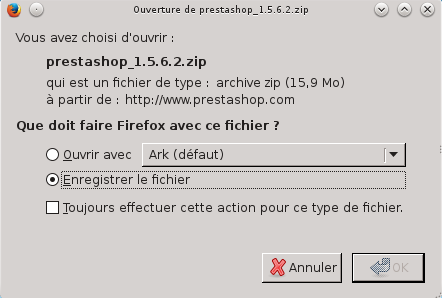 Ouverture de prestashop_1.5.6.2.zip
Vous avez choisi d'ouvrir :
prestashop_1.5.6.2.zip
qui est un fichier de type : archive zip (15,9 Mo)
à partir de : http://www.prestashop.com
Que doit faire Firefox avec ce fichier ?
Ouvrir avec Ark (défaut)
Enregistrer le fichier
Toujours effectuer cette action pour ce type de fichier.
Annuler OK